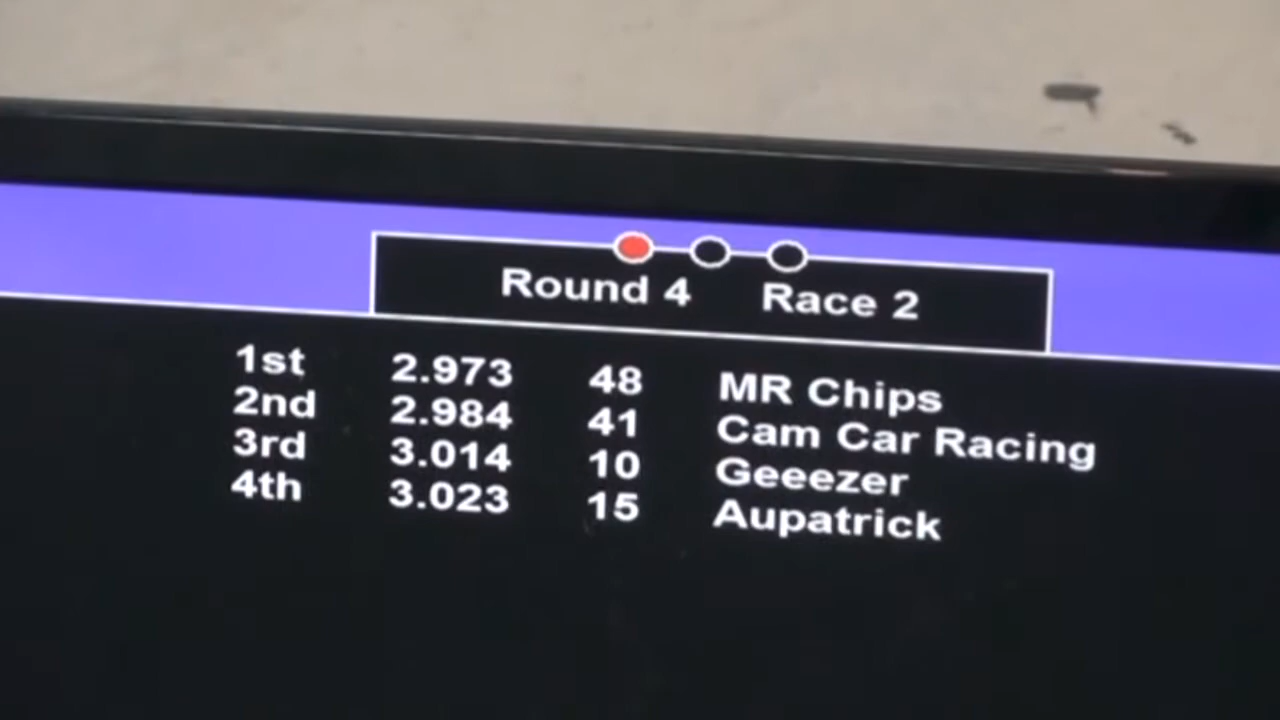 Round 4 Race 2
1st 2.973 48 MR Chips
2nd 2.984 41 Cam Car Racing
3rd 3.014 10 Geeezer
4th 3.023 15 Aupatrick